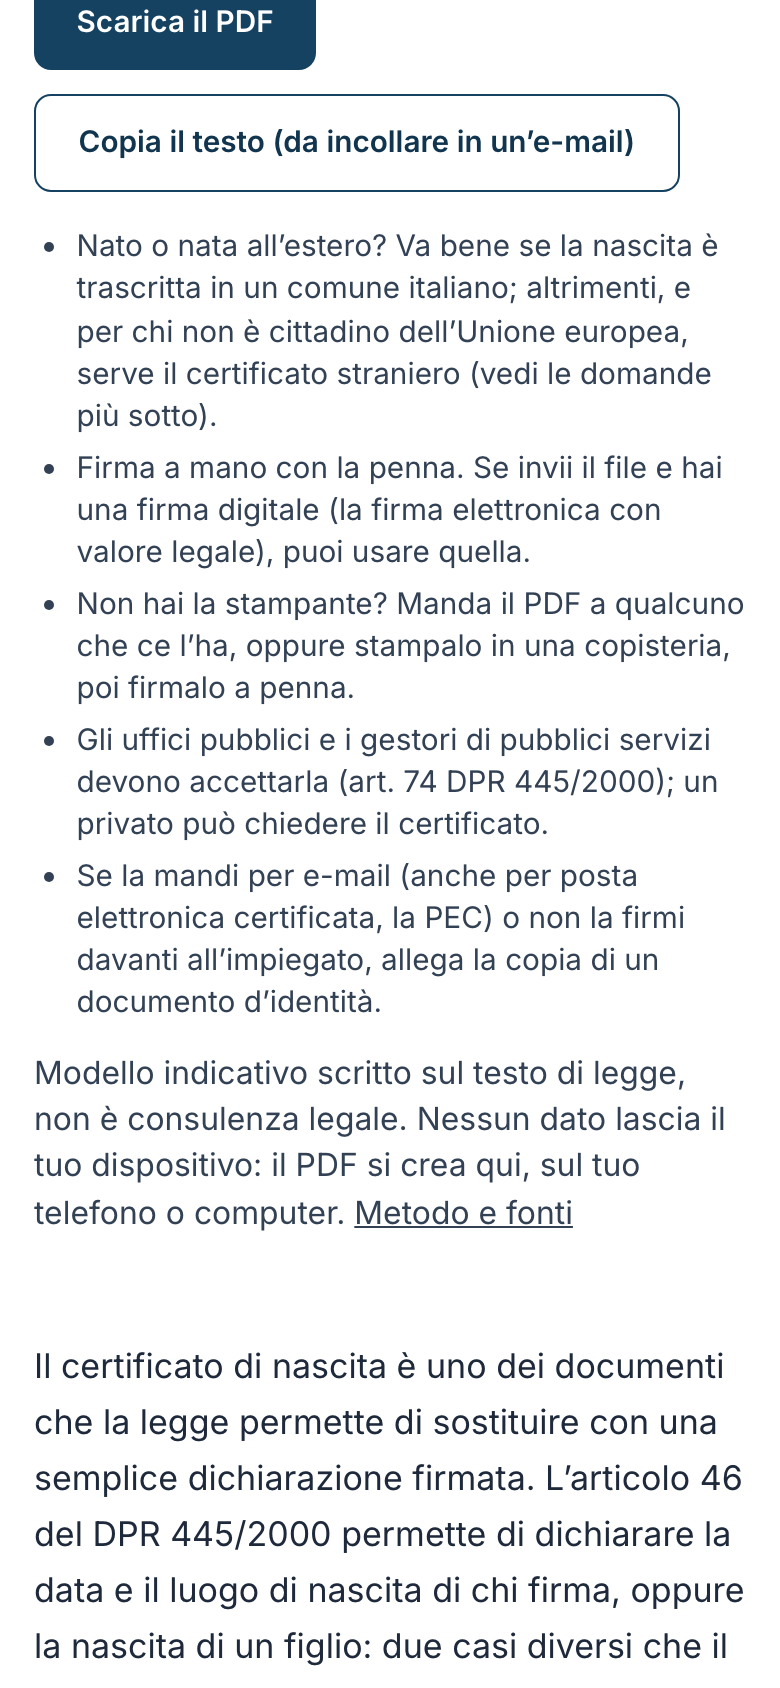 Scarica il PDF
Copia il testo (da incollare in un’e-mail)
• Nato o nata all’estero? Va bene se la nascita è
trascritta in un comune italiano; altrimenti, e
per chi non è cittadino dell’Unione europea,
serve il certificato straniero (vedi le domande
più sotto).
• Firma a mano con la penna. Se invii il file e hai
una firma digitale (la firma elettronica con
valore legale), puoi usare quella.
• Non hai la stampante? Manda il PDF a qualcuno
che ce l’ha, oppure stampalo in una copisteria,
poi firmalo a penna.
• Gli uffici pubblici e i gestori di pubblici servizi
devono accettarla (art. 74 DPR 445/2000); un
privato può chiedere il certificato.
• Se la mandi per e-mail (anche per posta
elettronica certificata, la PEC) o non la firmi
davanti all’impiegato, allega la copia di un
documento d’identità.
Modello indicativo scritto sul testo di legge,
non è consulenza legale. Nessun dato lascia il
tuo dispositivo: il PDF si crea qui, sul tuo
telefono o computer. Metodo e fonti
Il certificato di nascita è uno dei documenti
che la legge permette di sostituire con una
semplice dichiarazione firmata. L’articolo 46
del DPR 445/2000 permette di dichiarare la
data e il luogo di nascita di chi firma, oppure
la nascita di un figlio: due casi diversi che il